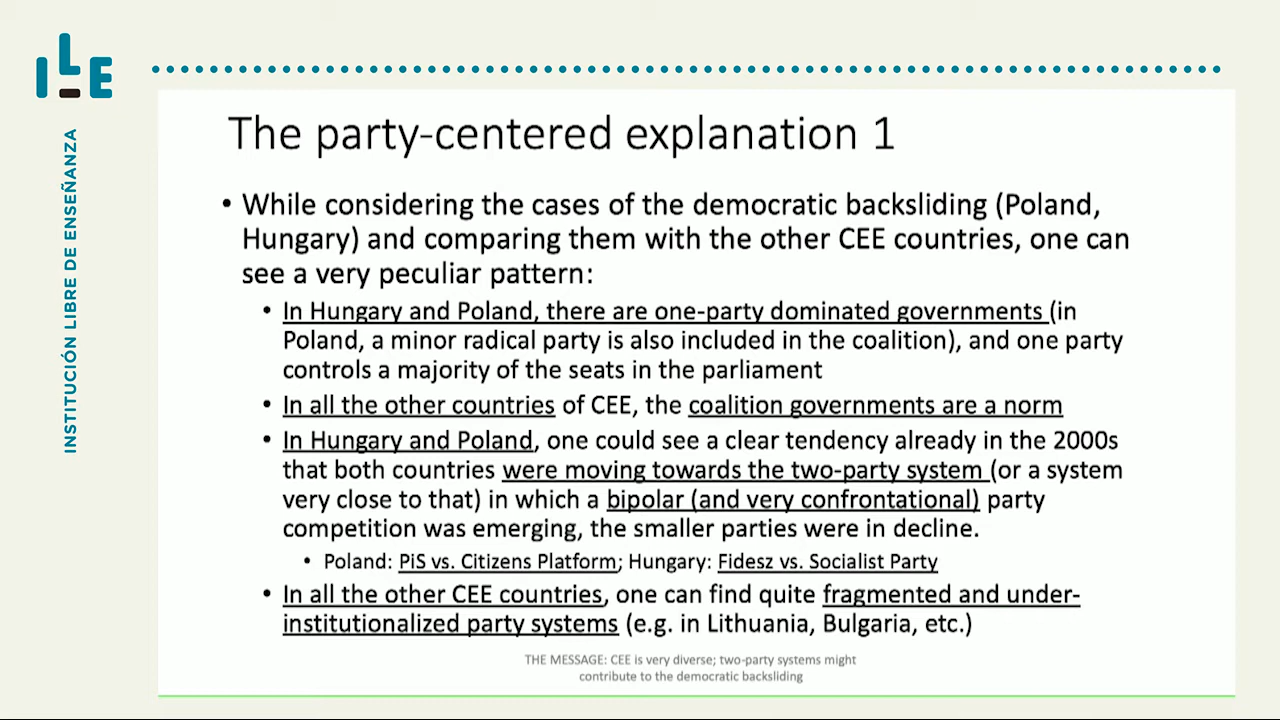 ILE
INSTITUCIÓN LIBRE DE ENSEÑANZA
The party-centered explanation 1
• While considering the cases of the democratic backsliding (Poland,
Hungary) and comparing them with the other CEE countries, one can
see a very peculiar pattern:
• In Hungary and Poland, there are one-party dominated governments (in
Poland, a minor radical party is also included in the coalition), and one party
controls a majority of the seats in the parliament
• In all the other countries of CEE, the coalition governments are a norm
• In Hungary and Poland, one could see a clear tendency already in the 2000s
that both countries were moving towards the two-party system (or a system
very close to that) in which a bipolar (and very confrontational) party
competition was emerging, the smaller parties were in decline.
• Poland: PiS vs. Citizens Platform; Hungary: Fidesz vs. Socialist Party
• In all the other CEE countries, one can find quite fragmented and under-
institutionalized party systems (e.g. in Lithuania, Bulgaria, etc.)
THE MESSAGE: CEE is very diverse; two-party systems might
contribute to the democratic backsliding